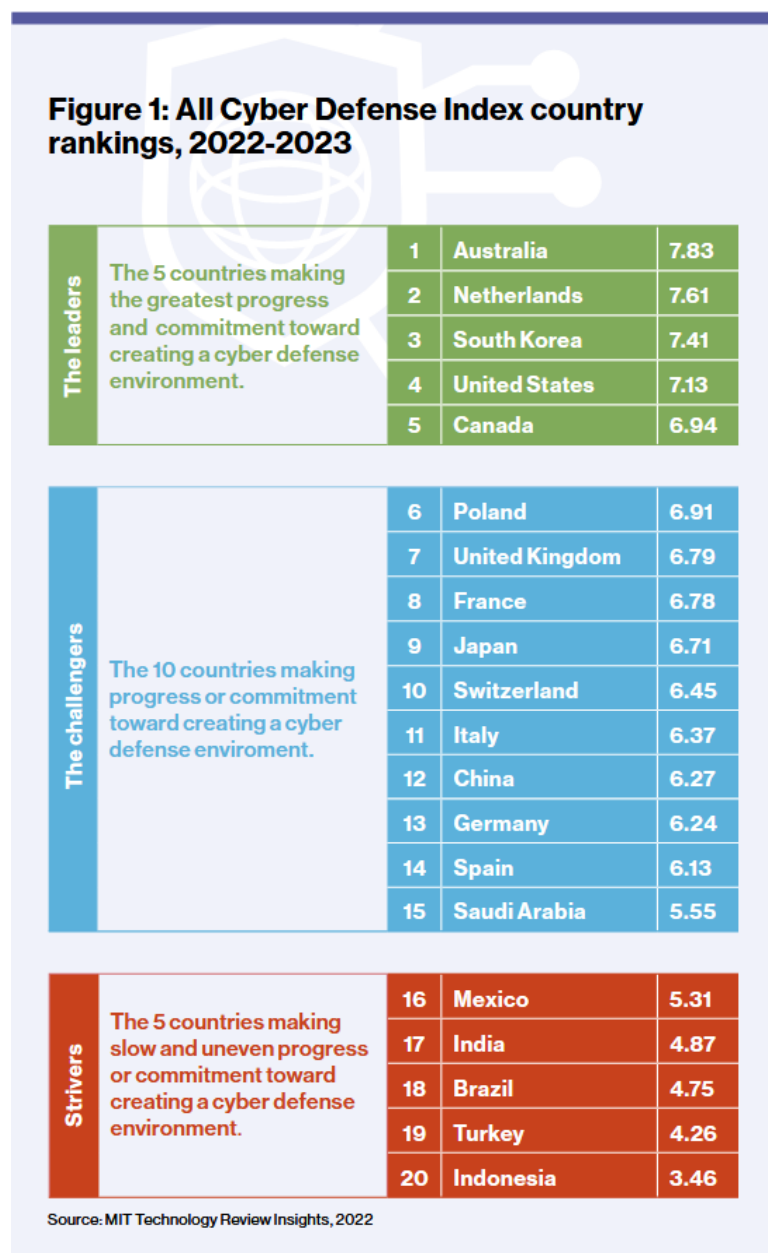 Figure 1: All Cyber Defense Index country
rankings, 2022-2023
The leaders
The 5 countries making
the greatest progress
and commitment toward
creating a cyber defense
environment.
1 Australia 7.83
2 Netherlands 7.61
3 South Korea 7.41
4 United States 7.13
5 Canada 6.94
The challengers
The 10 countries making
progress or commitment
toward creating a cyber
defense enviroment.
6 Poland 6.91
7 United Kingdom 6.79
8 France 6.78
9 Japan 6.71
10 Switzerland 6.45
11 Italy 6.37
12 China 6.27
13 Germany 6.24
14 Spain 6.13
15 Saudi Arabia 5.55
Strivers
The 5 countries making
slow and uneven progress
or commitment toward
creating a cyber defense
environment.
16 Mexico 5.31
17 India 4.87
18 Brazil 4.75
19 Turkey 4.26
20 Indonesia 3.46
Source: MIT Technology Review Insights, 2022